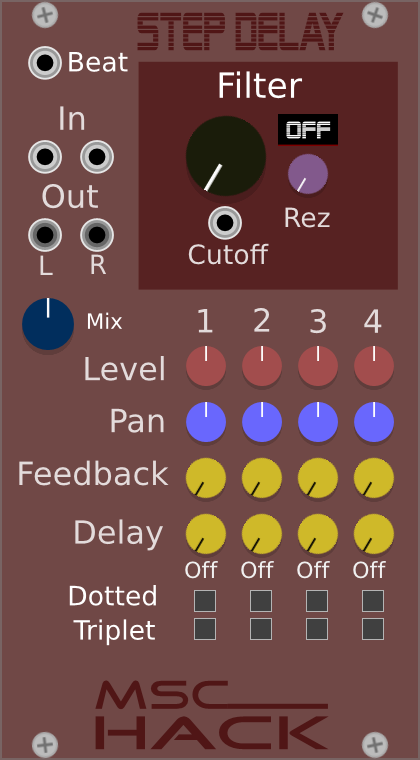 STEP DELAY
Beat
Filter
In
OFF
Out
Rez
L R
Cutoff
Mix
1 2 3 4
Level
Pan
Feedback
Delay
Off Off Off Off
Dotted
Triplet
MSC
HACK